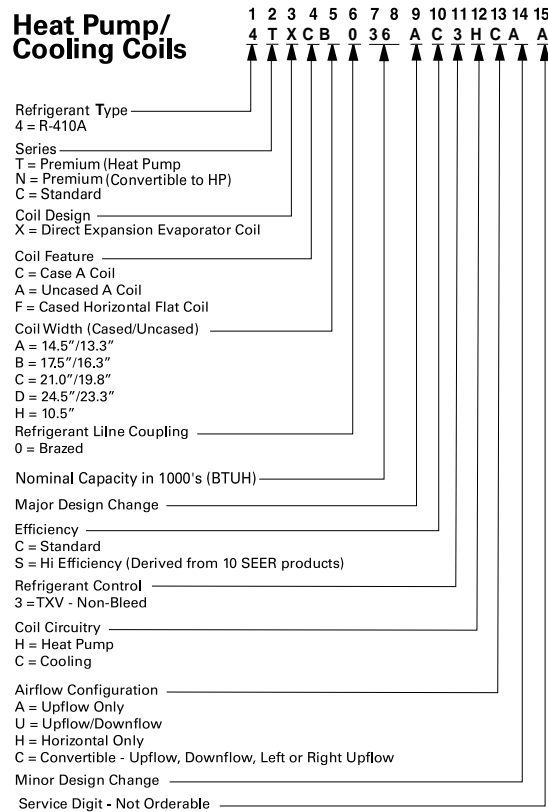 Heat Pump/
Cooling Coils
1 2 3 4 5 6 7 8 9 10 11 12 13 14 15
4 T X C B 0 3 6 A C 3 H C A A
Refrigerant Type
4 = R-410A
Series
T = Premium (Heat Pump
N = Premium (Convertible to HP)
C = Standard
Coil Design
X = Direct Expansion Evaporator Coil
Coil Feature
C = Case A Coil
A = Uncased A Coil
F = Cased Horizontal Flat Coil
Coil Width (Cased/Uncased)
A = 14.5"/13.3"
B = 17.5"/16.3"
C = 21.0"/19.8"
D = 24.5"/23.3"
H = 10.5"
Refrigerant Lilne Coupling
0 = Brazed
Nominal Capacity in 1000's (BTUH)
Major Design Change
Efficiency
C = Standard
S = Hi Efficiency (Derived from 10 SEER products)
Refrigerant Control
3 =TXV - Non-Bleed
Coil Circuitry
H = Heat Pump
C = Cooling
Airflow Configuration
A = Upflow Only
U = Upflow/Downflow
H = Horizontal Only
C = Convertible - Upflow, Downflow, Left or Right Upflow
Minor Design Change
Service Digit - Not Orderable